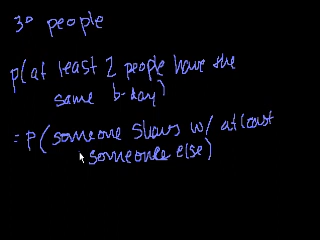 30 people
P(at least 2 people have the
same b-day)
= P(someone shares w/ at least
someone else)